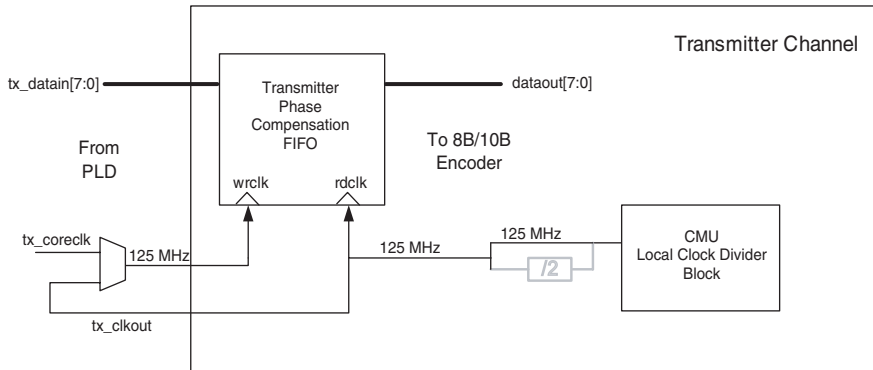 Transmitter Channel
tx_datain[7:0]
Transmitter
Phase
Compensation
FIFO
dataout[7:0]
From
PLD
To 8B/10B
Encoder
wrclk
rdclk
tx_coreclk
125 MHz
125 MHz
125 MHz
/2
CMU
Local Clock Divider
Block
tx_clkout